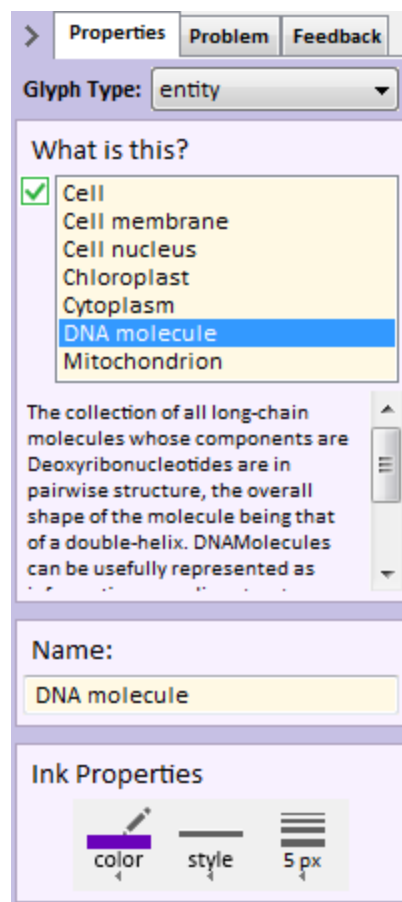 Properties Problem Feedback
Glyph Type: entity
What is this?
Cell
Cell membrane
Cell nucleus
Chloroplast
Cytoplasm
DNA molecule
Mitochondrion
The collection of all long-chain
molecules whose components are
Deoxyribonucleotides are in
pairwise structure, the overall
shape of the molecule being that
of a double-helix. DNAMolecules
can be usefully represented as
Name:
DNA molecule
Ink Properties
color style 5 px